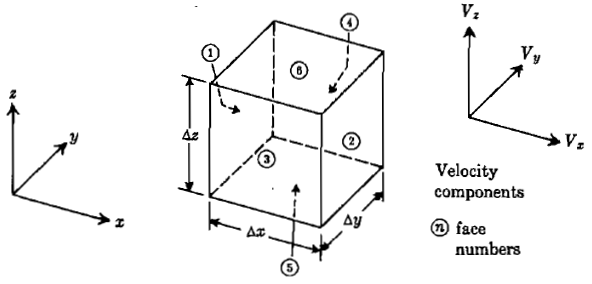 V_z
④
①
V_y
⑥
z
y
Δz
②
V_x
③
Velocity
components
x
Δx
Δy
ⓝ face
numbers
⑤